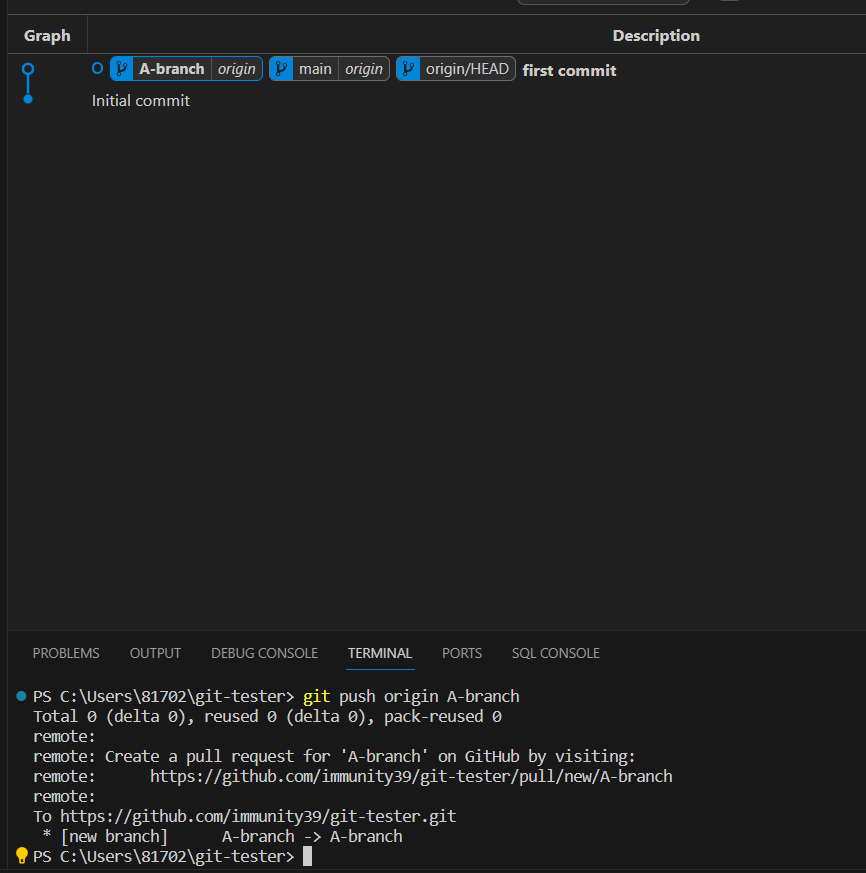 Graph Description
A-branch origin main origin origin/HEAD first commit
Initial commit
PROBLEMS OUTPUT DEBUG CONSOLE TERMINAL PORTS SQL CONSOLE
PS C:\Users\81702\git-tester> git push origin A-branch
Total 0 (delta 0), reused 0 (delta 0), pack-reused 0
remote:
remote: Create a pull request for 'A-branch' on GitHub by visiting:
remote:      https://github.com/immunity39/git-tester/pull/new/A-branch
remote:
To https://github.com/immunity39/git-tester.git
 * [new branch]      A-branch -> A-branch
PS C:\Users\81702\git-tester>